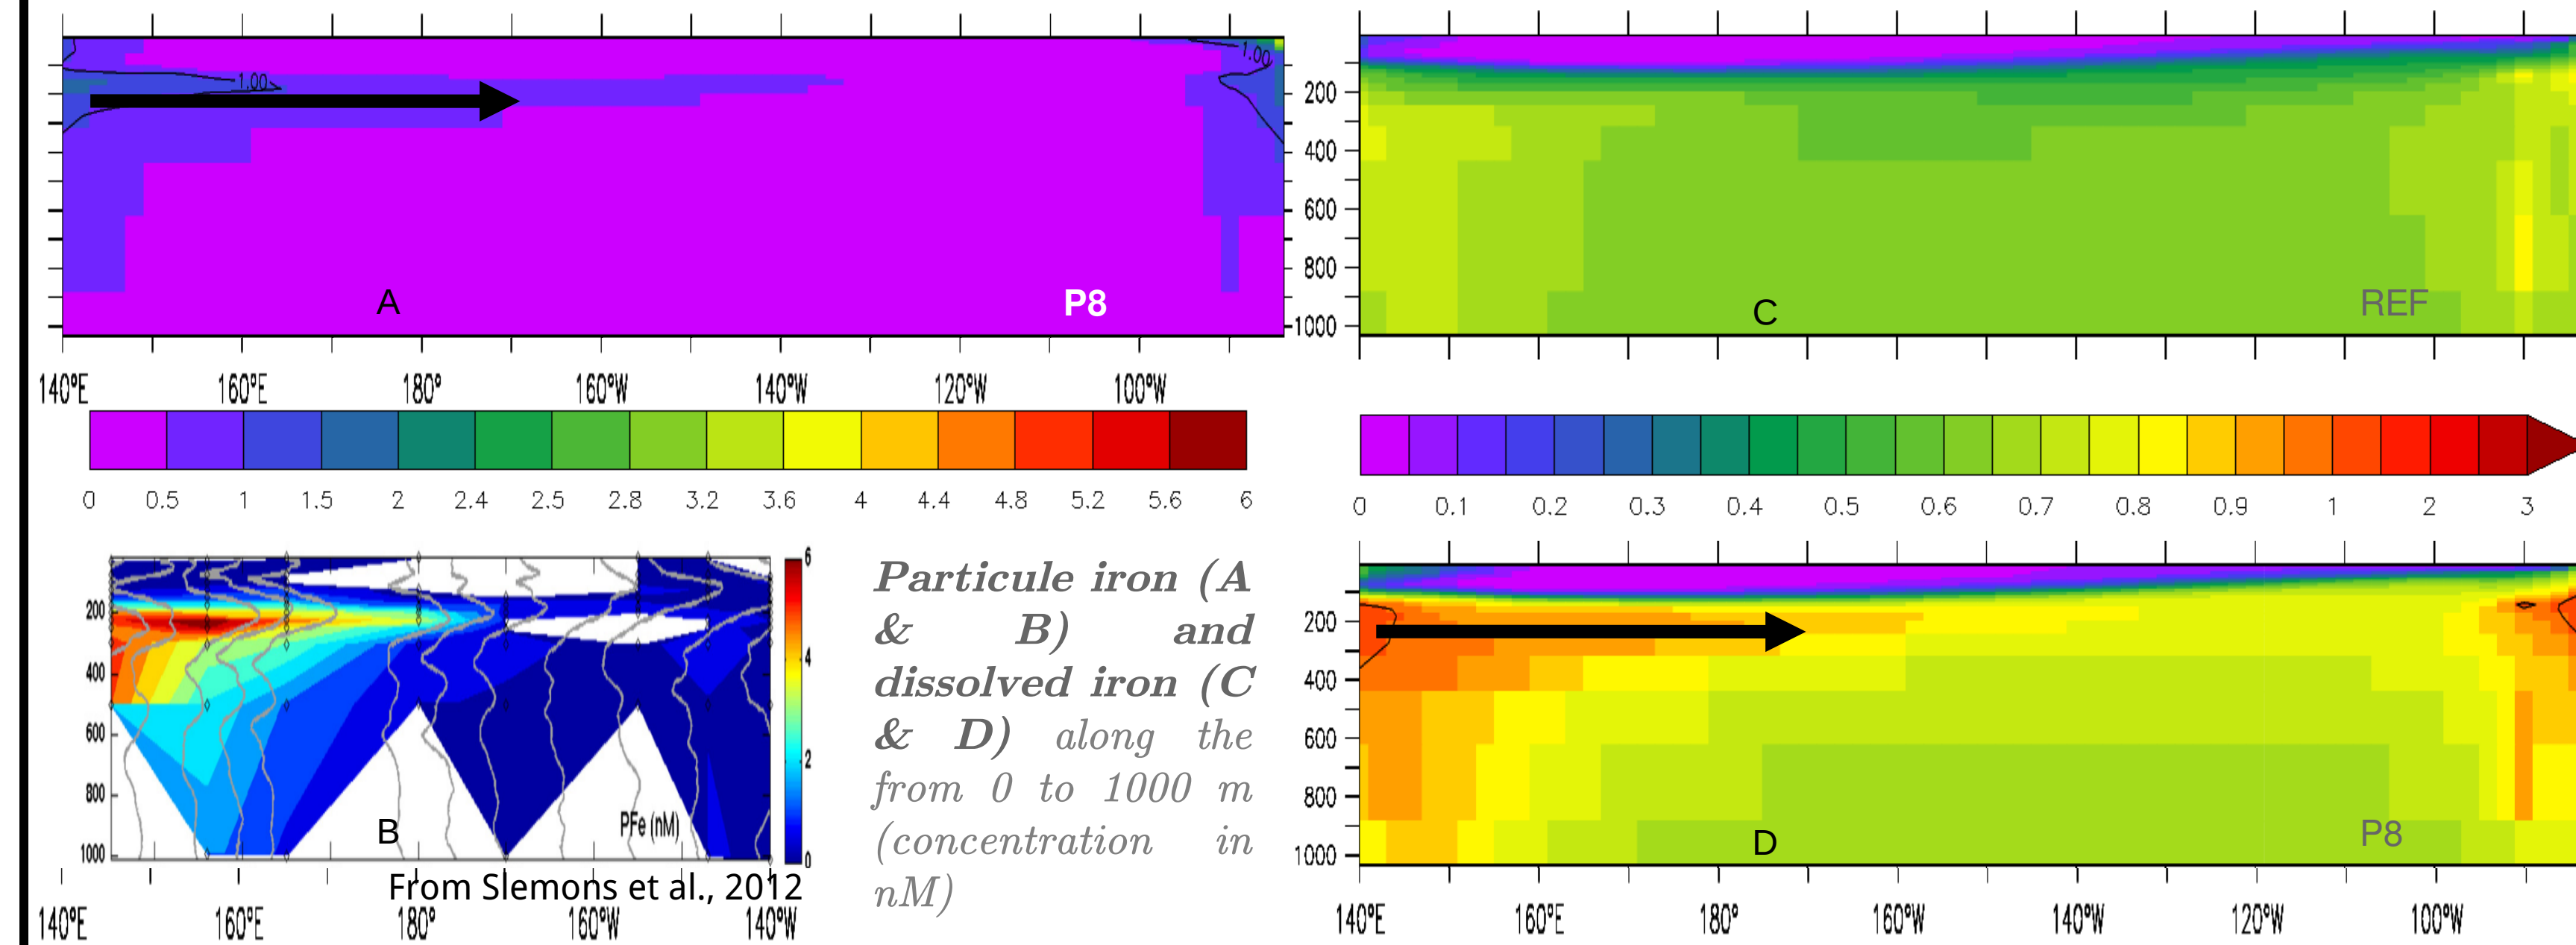 1.00
1.00
A
P8
140°E 160°E 180° 160°W 140°W 120°W 100°W
0 0.5 1 1.5 2 2.4 2.5 2.8 3.2 3.6 4 4.4 4.8 5.2 5.6 6
200
400
600
800
1000
C
REF
0 0.1 0.2 0.3 0.4 0.5 0.6 0.7 0.8 0.9 1 2 3
200
400
600
800
1000
B
PFe (nM)
6
4
2
0
From Slemons et al., 2012
140°E 160°E 180° 160°W 140°W
Particule iron (A
& B) and
dissolved iron (C
& D) along the
from 0 to 1000 m
(concentration in
nM)
200
400
600
800
1000
D
P8
140°E 160°E 180° 160°W 140°W 120°W 100°W